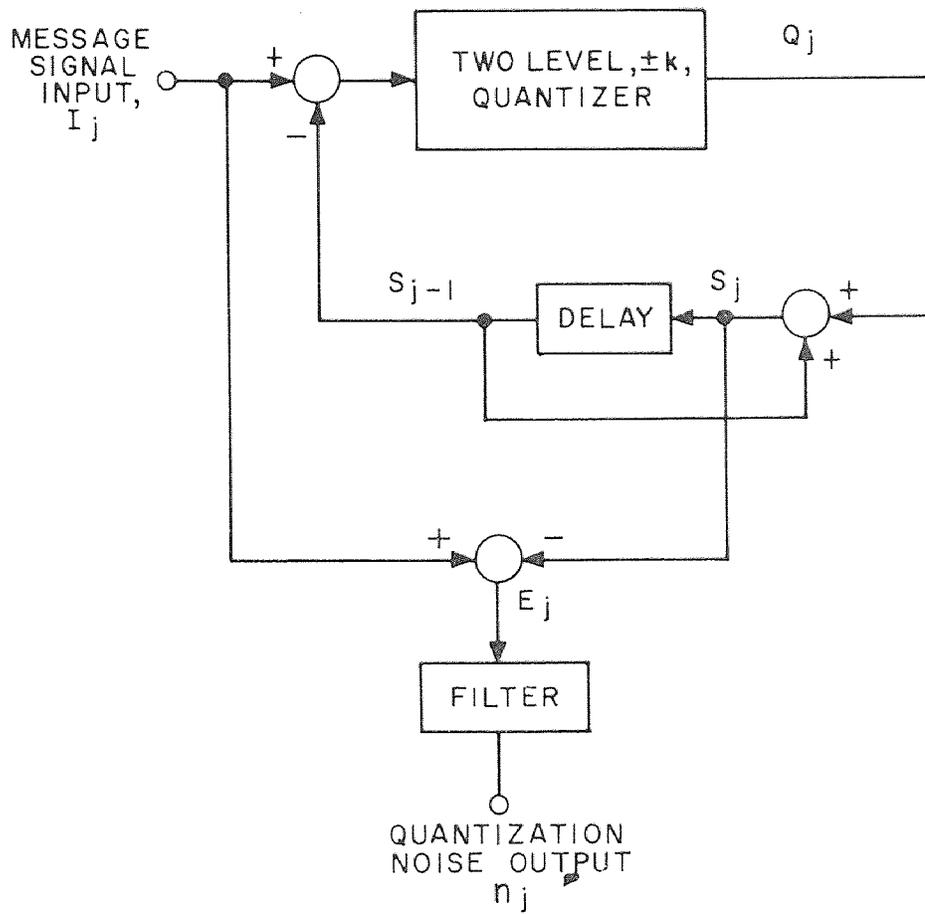 MESSAGE
SIGNAL
INPUT,
I j
+
−
TWO LEVEL, ±k,
QUANTIZER
Q j
S j−1
DELAY
S j
+
+
+
−
E j
FILTER
QUANTIZATION
NOISE OUTPUT
n j